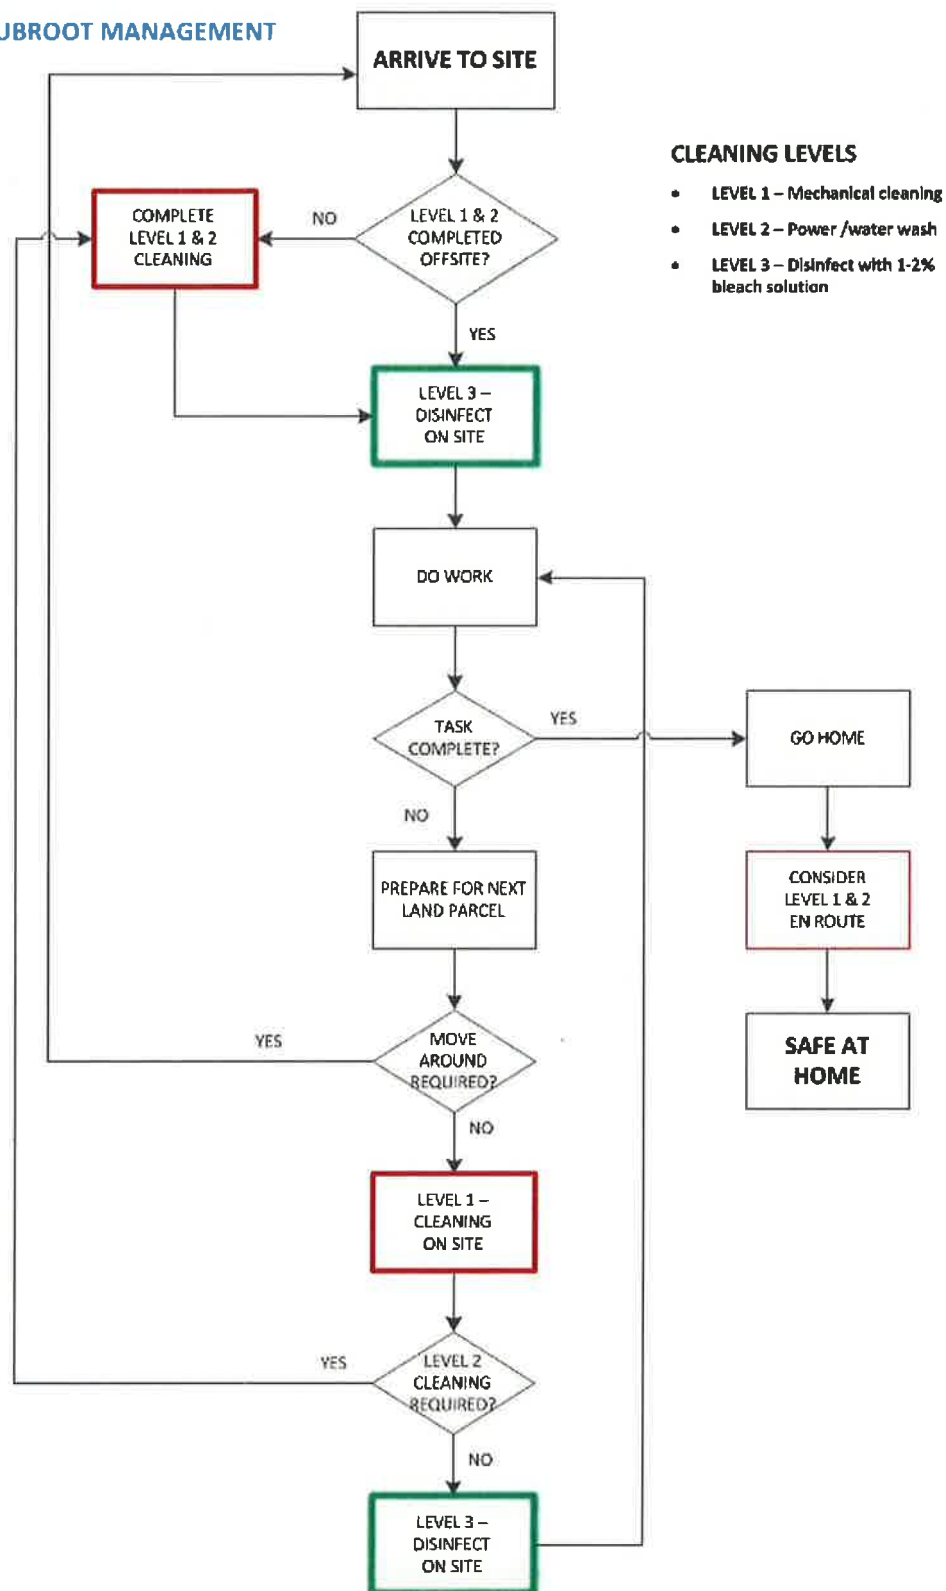 UBROOT MANAGEMENT
ARRIVE TO SITE
CLEANING LEVELS
• LEVEL 1 – Mechanical cleaning
• LEVEL 2 – Power /water wash
• LEVEL 3 – Disinfect with 1-2%
bleach solution
LEVEL 1 & 2
COMPLETED
OFFSITE?
NO
COMPLETE
LEVEL 1 & 2
CLEANING
YES
LEVEL 3 –
DISINFECT
ON SITE
DO WORK
TASK
COMPLETE?
YES
GO HOME
CONSIDER
LEVEL 1 & 2
EN ROUTE
SAFE AT
HOME
NO
PREPARE FOR NEXT
LAND PARCEL
MOVE
AROUND
REQUIRED?
YES
NO
LEVEL 1 –
CLEANING
ON SITE
LEVEL 2
CLEANING
REQUIRED?
YES
NO
LEVEL 3 –
DISINFECT
ON SITE